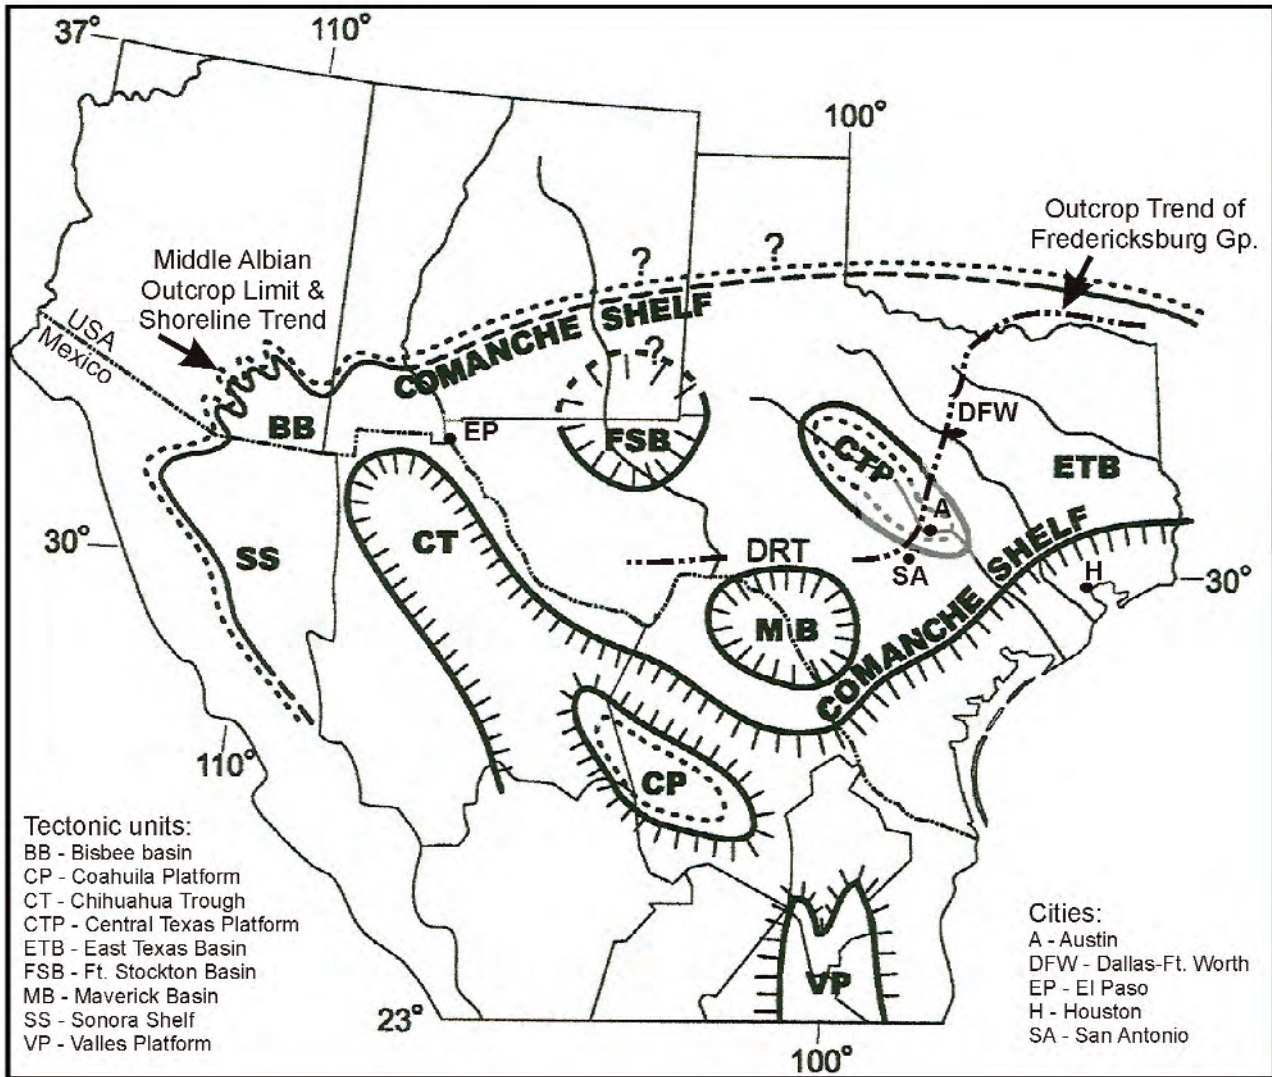 37°
110°
100°
Outcrop Trend of
Fredericksburg Gp.
Middle Albian
Outcrop Limit &
Shoreline Trend
?
?
?
USA
Mexico
COMANCHE SHELF
BB
EP
FSB
CTP
DFW
ETB
30°
SS
CT
A
DRT
SA
H
30°
MB
COMANCHE SHELF
110°
CP
VP
23°
100°
Tectonic units:
BB - Bisbee basin
CP - Coahuila Platform
CT - Chihuahua Trough
CTP - Central Texas Platform
ETB - East Texas Basin
FSB - Ft. Stockton Basin
MB - Maverick Basin
SS - Sonora Shelf
VP - Valles Platform
Cities:
A - Austin
DFW - Dallas-Ft. Worth
EP - El Paso
H - Houston
SA - San Antonio